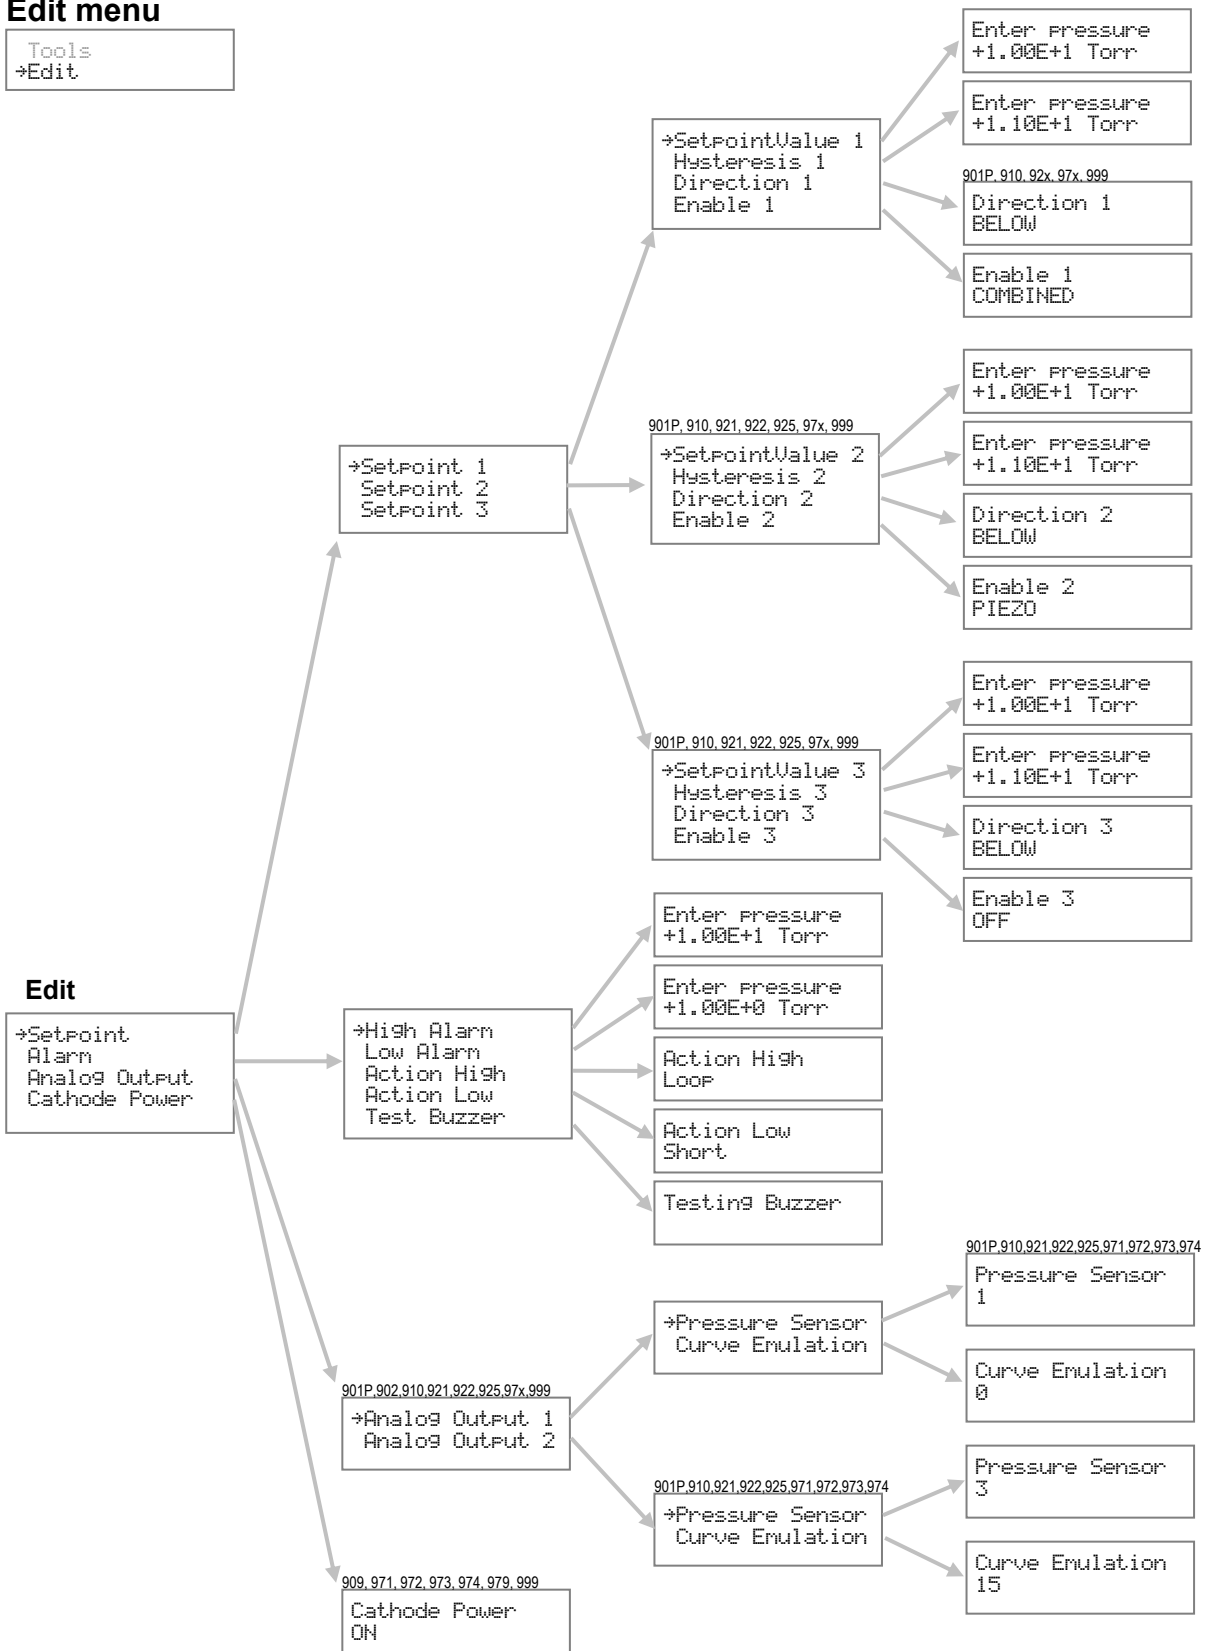 Edit menu
Tools
→Edit
Enter pressure
+1.00E+1 Torr
Enter pressure
+1.10E+1 Torr
→SetpointValue 1
Hysteresis 1
Direction 1
Enable 1
901P, 910, 92x, 97x, 999
Direction 1
BELOW
Enable 1
COMBINED
Enter pressure
+1.00E+1 Torr
901P, 910, 921, 922, 925, 97x, 999
→SetpointValue 2
Hysteresis 2
Direction 2
Enable 2
Enter pressure
+1.10E+1 Torr
→Setpoint 1
Setpoint 2
Setpoint 3
Direction 2
BELOW
Enable 2
PIEZO
Enter pressure
+1.00E+1 Torr
901P, 910, 921, 922, 925, 97x, 999
→SetpointValue 3
Hysteresis 3
Direction 3
Enable 3
Enter pressure
+1.10E+1 Torr
Direction 3
BELOW
Enable 3
OFF
Enter pressure
+1.00E+1 Torr
Enter pressure
+1.00E+0 Torr
Edit
→Setpoint
Alarm
Analog Output
Cathode Power
→High Alarm
Low Alarm
Action High
Action Low
Test Buzzer
Action High
Loop
Action Low
Short
Testing Buzzer
901P,910,921,922,925,971,972,973,974
Pressure Sensor
1
→Pressure Sensor
Curve Emulation
Curve Emulation
0
901P,902,910,921,922,925,97x,999
→Analog Output 1
Analog Output 2
Pressure Sensor
3
901P,910,921,922,925,971,972,973,974
→Pressure Sensor
Curve Emulation
Curve Emulation
15
909, 971, 972, 973, 974, 979, 999
Cathode Power
ON